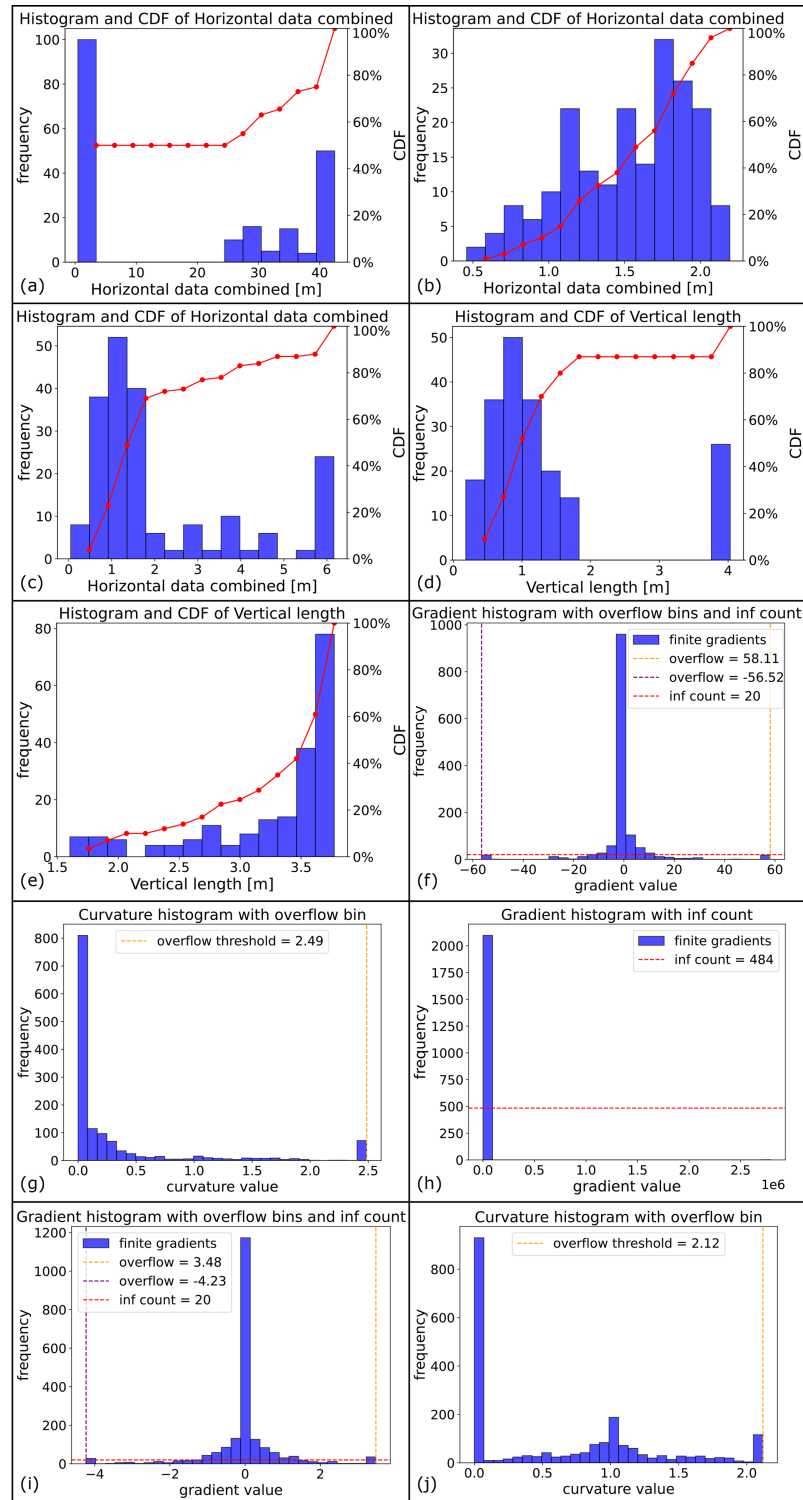 Histogram and CDF of Horizontal data combined
100
80
60
40
20
0
frequency
100%
80%
60%
40%
20%
0%
CDF
0 10 20 30 40
Horizontal data combined [m]
(a)
Histogram and CDF of Horizontal data combined
30
25
20
15
10
5
0
frequency
100%
80%
60%
40%
20%
0%
CDF
0.5 1.0 1.5 2.0
Horizontal data combined [m]
(b)
Histogram and CDF of Horizontal data combined
50
40
30
20
10
0
frequency
100%
80%
60%
40%
20%
0%
CDF
0 1 2 3 4 5 6
Horizontal data combined [m]
(c)
Histogram and CDF of Vertical length
50
40
30
20
10
0
frequency
100%
80%
60%
40%
20%
0%
CDF
0 1 2 3 4
Vertical length [m]
(d)
Histogram and CDF of Vertical length
80
60
40
20
0
frequency
100%
80%
60%
40%
20%
0%
CDF
1.5 2.0 2.5 3.0 3.5
Vertical length [m]
(e)
Gradient histogram with overflow bins and inf count
1000
800
600
400
200
0
frequency
finite gradients
overflow = 58.11
overflow = -56.52
inf count = 20
−60 −40 −20 0 20 40 60
gradient value
(f)
Curvature histogram with overflow bin
800
700
600
500
400
300
200
100
0
frequency
overflow threshold = 2.49
0.0 0.5 1.0 1.5 2.0 2.5
curvature value
(g)
Gradient histogram with inf count
2000
1750
1500
1250
1000
750
500
250
0
frequency
finite gradients
inf count = 484
0.0 0.5 1.0 1.5 2.0 2.5
1e6
gradient value
(h)
Gradient histogram with overflow bins and inf count
1200
1000
800
600
400
200
0
frequency
finite gradients
overflow = 3.48
overflow = -4.23
inf count = 20
−4 −2 0 2
gradient value
(i)
Curvature histogram with overflow bin
800
600
400
200
0
frequency
overflow threshold = 2.12
0.0 0.5 1.0 1.5 2.0
curvature value
(j)